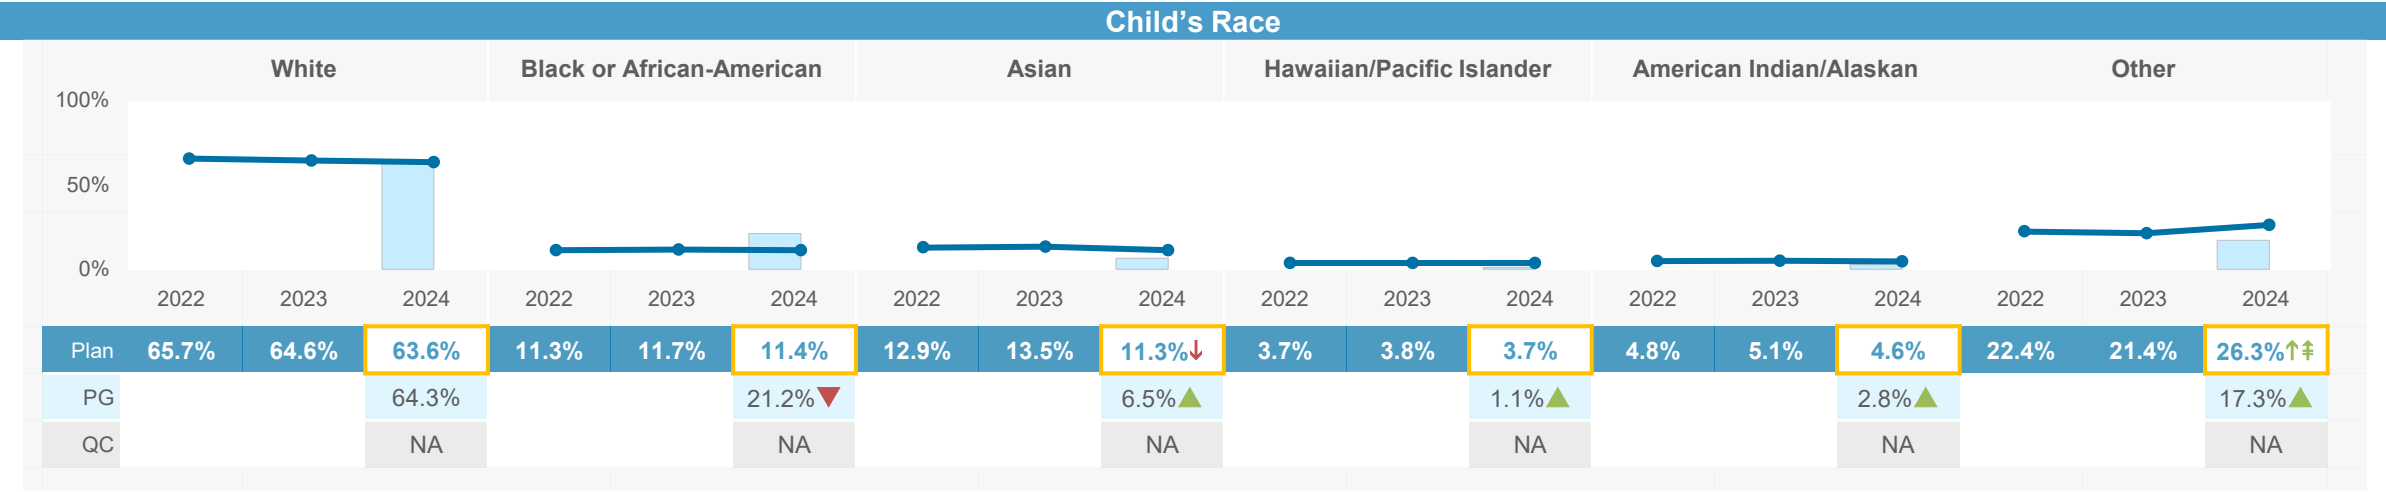 Child’s Race
White Black or African-American Asian Hawaiian/Pacific Islander American Indian/Alaskan Other
100%
50%
0%
2022 2023 2024 2022 2023 2024 2022 2023 2024 2022 2023 2024 2022 2023 2024 2022 2023 2024
Plan 65.7% 64.6% 63.6% 11.3% 11.7% 11.4% 12.9% 13.5% 11.3%↓ 3.7% 3.8% 3.7% 4.8% 5.1% 4.6% 22.4% 21.4% 26.3%↑⇞
PG 64.3% 21.2%▼ 6.5%▲ 1.1%▲ 2.8%▲ 17.3%▲
QC NA NA NA NA NA NA